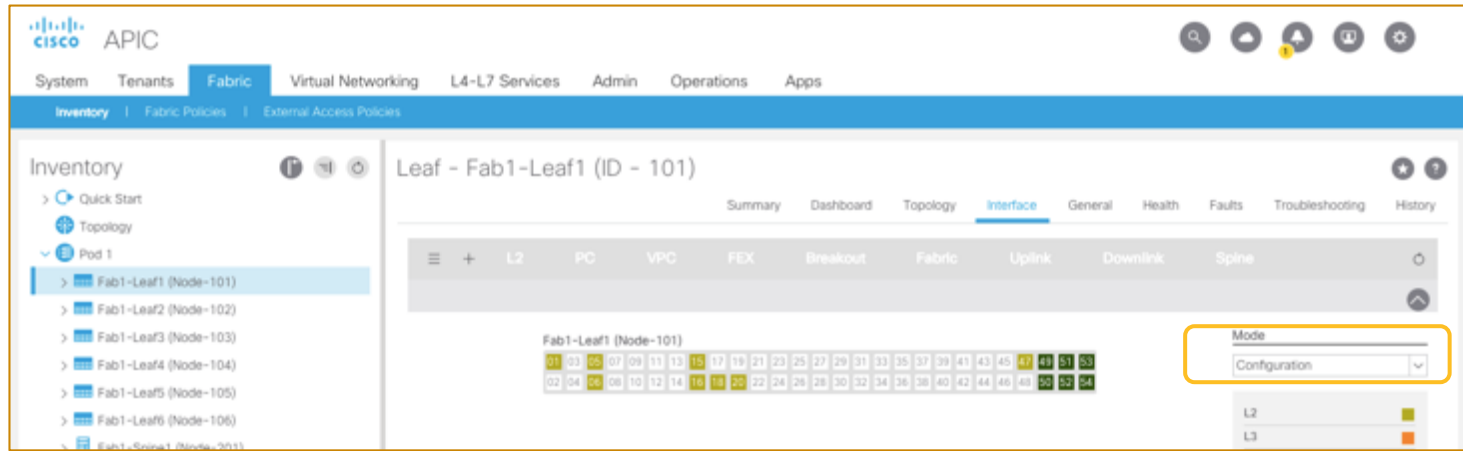 CISCO APIC
1
System Tenants Fabric Virtual Networking L4-L7 Services Admin Operations Apps
Inventory | Fabric Policies | External Access Policies
Inventory
Quick Start
Topology
Pod 1
Fab1-Leaf1 (Node-101)
Fab1-Leaf2 (Node-102)
Fab1-Leaf3 (Node-103)
Fab1-Leaf4 (Node-104)
Fab1-Leaf5 (Node-105)
Fab1-Leaf6 (Node-106)
Fab1-Spine1 (Node-201)
Leaf - Fab1-Leaf1 (ID - 101)
Summary Dashboard Topology Interface General Health Faults Troubleshooting History
L2 PC VPC FEX Breakout Fabric Uplink Downlink Spine
Fab1-Leaf1 (Node-101)
01 03 05 07 09 11 13 15 17 19 21 23 25 27 29 31 33 35 37 39 41 43 45 47 49 51 53
02 04 06 08 10 12 14 16 18 20 22 24 26 28 30 32 34 36 38 40 42 44 46 48 50 52 54
Mode
Configuration
L2
L3